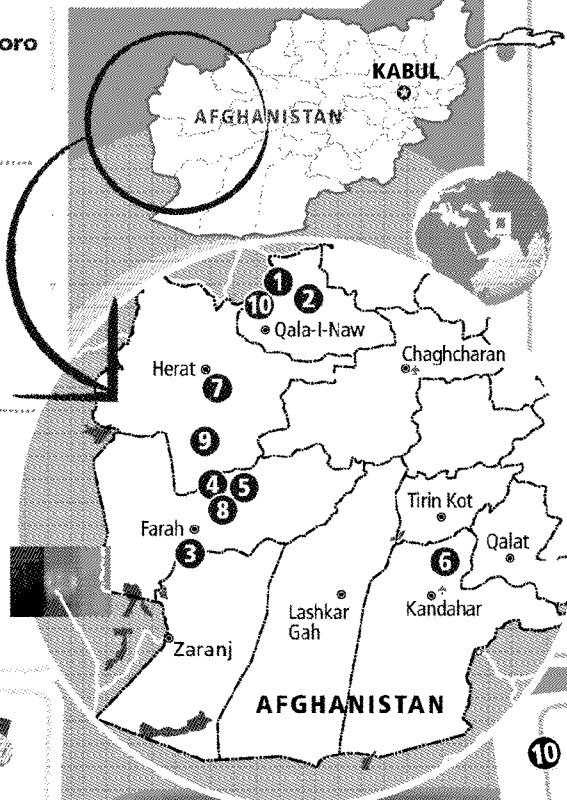 oro
KABUL
AFGHANISTAN
1
10
2
Qala-I-Naw
Chaghcharan
Herat
7
9
4
5
8
Farah
3
Tirin Kot
Qalat
6
Kandahar
Lashkar
Gah
Zaranj
AFGHANISTAN
10